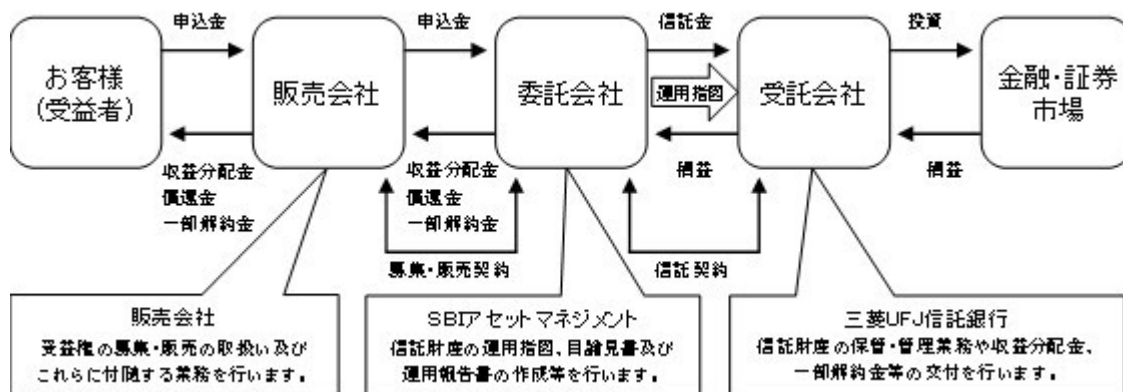 申込金
申込金
信託金
投資
お客様
(受益者)
販売会社
委託会社
運用指図
受託会社
金融・証券
市場
収益分配金
償還金
一部解約金
収益分配金
償還金
一部解約金
損益
損益
募集・販売契約
信託契約
販売会社
受益権の募集・販売の取扱い及び
これらに付随する業務を行います。
SBIアセットマネジメント
信託財産の運用指図、目論見書及び
運用報告書の作成等を行います。
三菱UFJ信託銀行
信託財産の保管・管理業務や収益分配金、
一部解約金等の交付を行います。